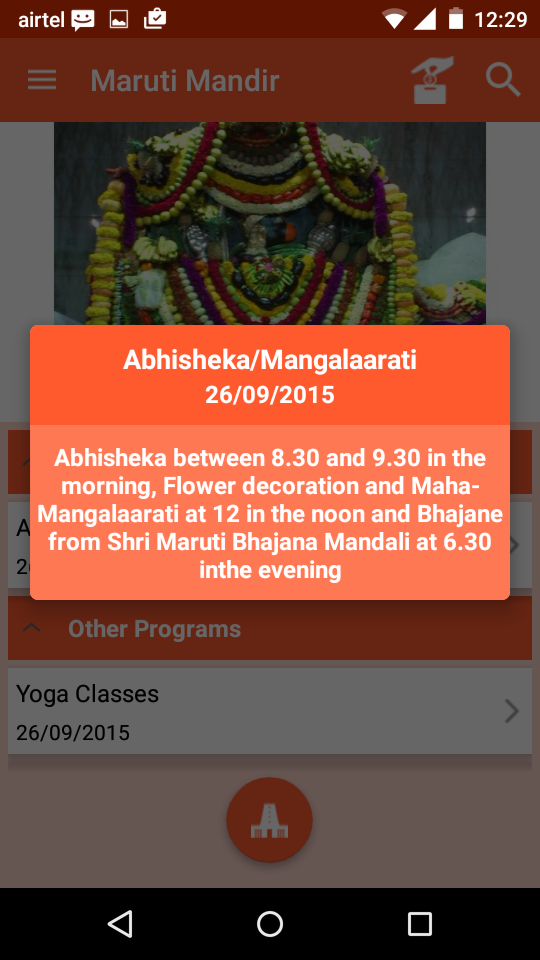 airtel 12:29
Maruti Mandir
Abhisheka/Mangalaarati
26/09/2015
Abhisheka between 8.30 and 9.30 in the
morning, Flower decoration and Maha-
Mangalaarati at 12 in the noon and Bhajane
from Shri Maruti Bhajana Mandali at 6.30
inthe evening
Other Programs
Yoga Classes
26/09/2015